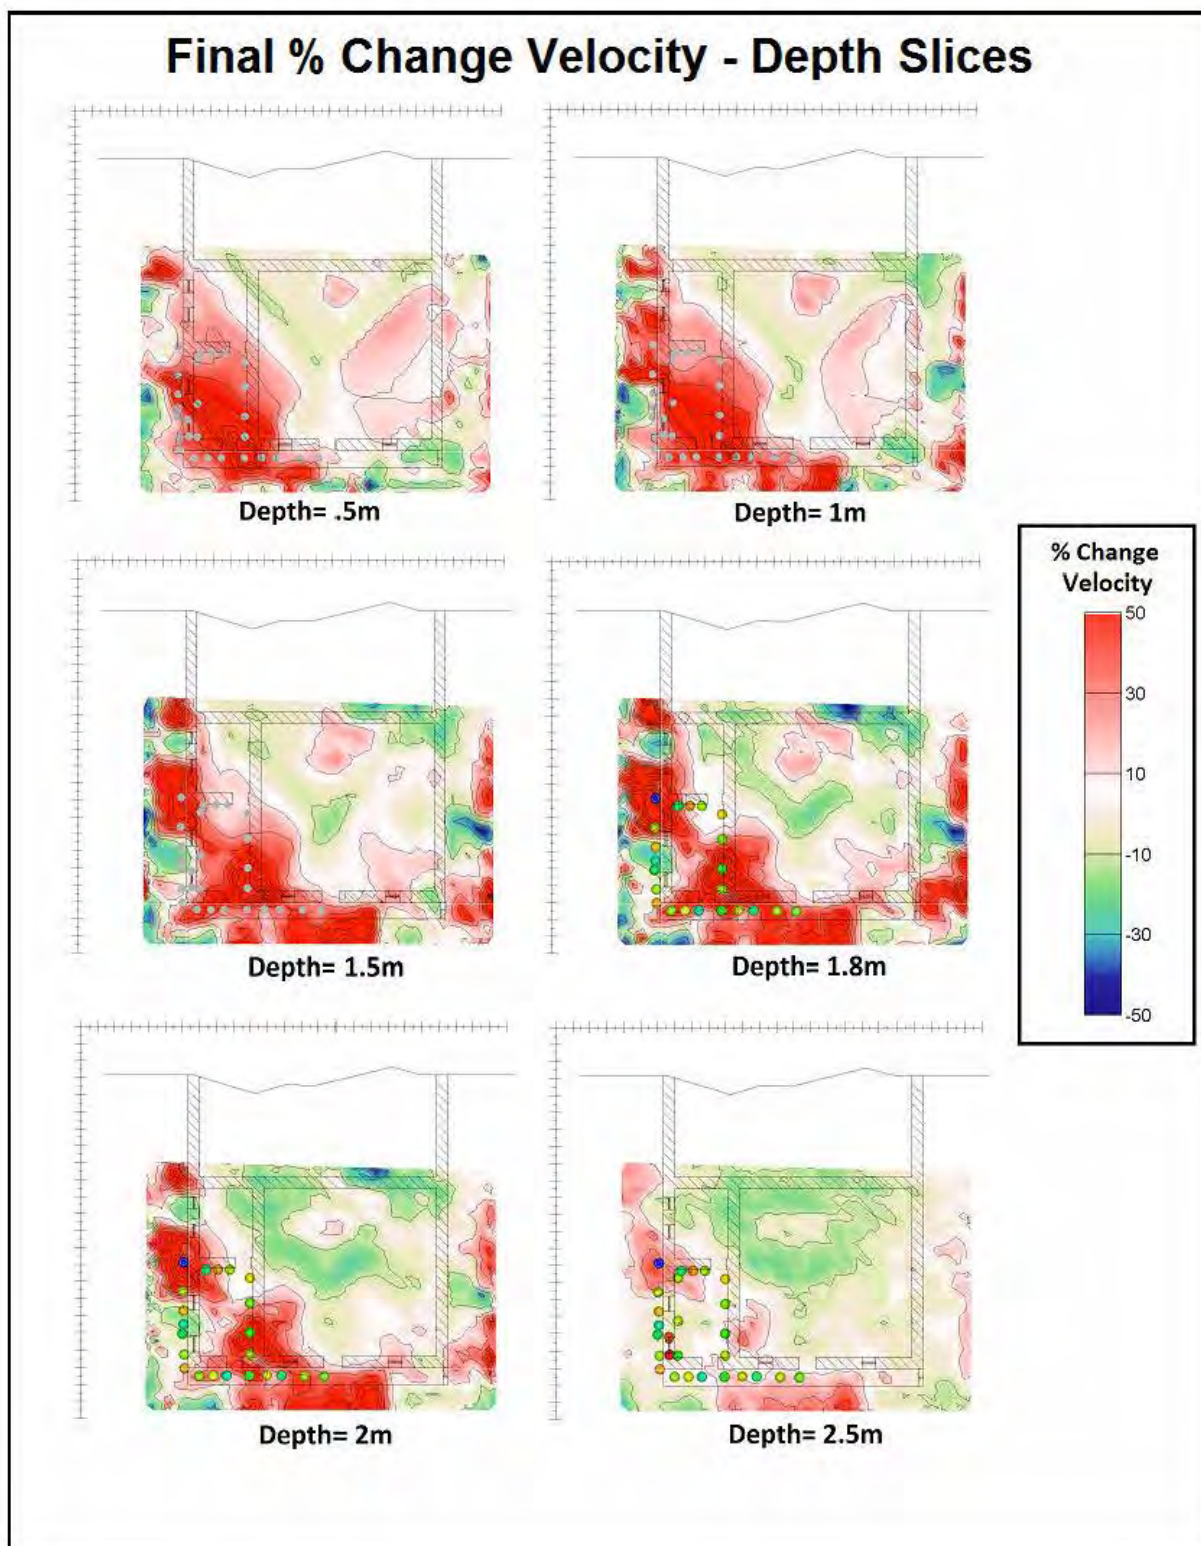 Final % Change Velocity - Depth Slices
Depth= .5m
Depth= 1m
% Change
Velocity
50
30
10
-10
-30
-50
Depth= 1.5m
Depth= 1.8m
Depth= 2m
Depth= 2.5m